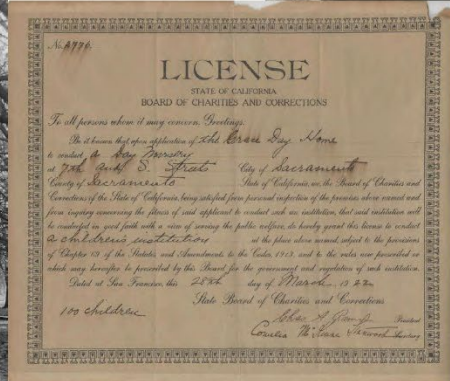 No. A776
LICENSE
STATE OF CALIFORNIA
BOARD OF CHARITIES AND CORRECTIONS
To all persons whom it may concern, Greetings:
Be it known that, upon application of the Day Home
to conduct a Day Nursery
at 7th and S. Streets City of Sacramento
County of Sacramento State of California, we, the Board of Charities and
Corrections of the State of California, being satisfied from personal inspection of the premises above named and
from inquiry concerning the fitness of said applicant to conduct such an institution, that said institution will
be conducted in good faith with a view of serving the public welfare, do hereby grant this license to conduct
a children's institution at the place above named, subject to the provisions
of Chapter 69 of the Statutes and Amendments to the Codes, 1913, and to the rules now prescribed or
which may hereafter be prescribed by this Board for the government and regulation of such institution.
Dated at San Francisco, this 28th day of March, 1922
State Board of Charities and Corrections
100 children
Chas A President
Cornelia McKinne Secretary